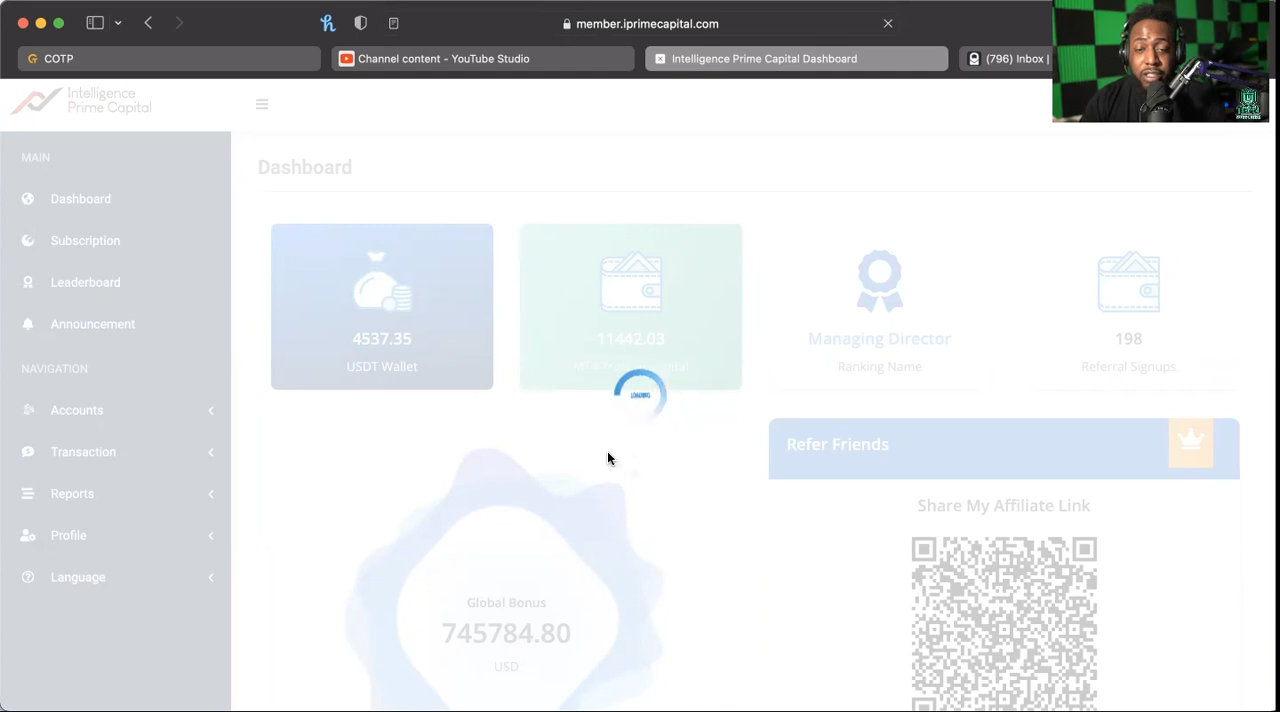 member.iprimecapital.com
COTP
Channel content - YouTube Studio
Intelligence Prime Capital Dashboard
(796) Inbox |
Intelligence
Prime Capital
MAIN
Dashboard
Subscription
Leaderboard
Announcement
NAVIGATION
Accounts
Transaction
Reports
Profile
Language
Dashboard
4537.35
USDT Wallet
11442.03
Managing Director
Ranking Name
198
Referral Signups
LOADING
Refer Friends
Share My Affiliate Link
Global Bonus
745784.80
USD